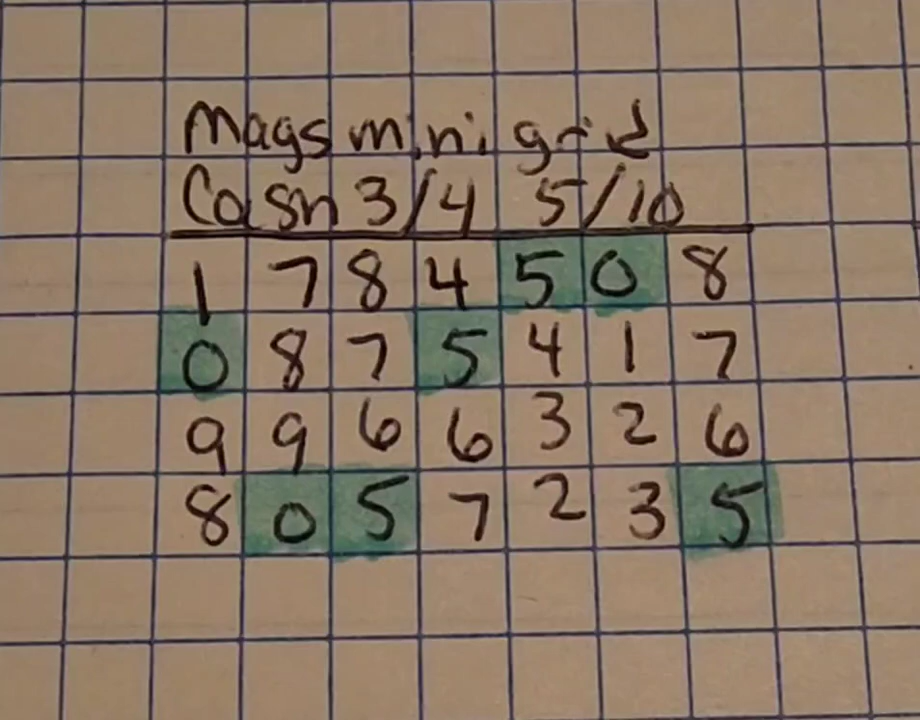 Mags mini grid
Cash 3/4 5/10
1 7 8 4 5 0 8
0 8 7 5 4 1 7
9 9 6 6 3 2 6
8 0 5 7 2 3 5